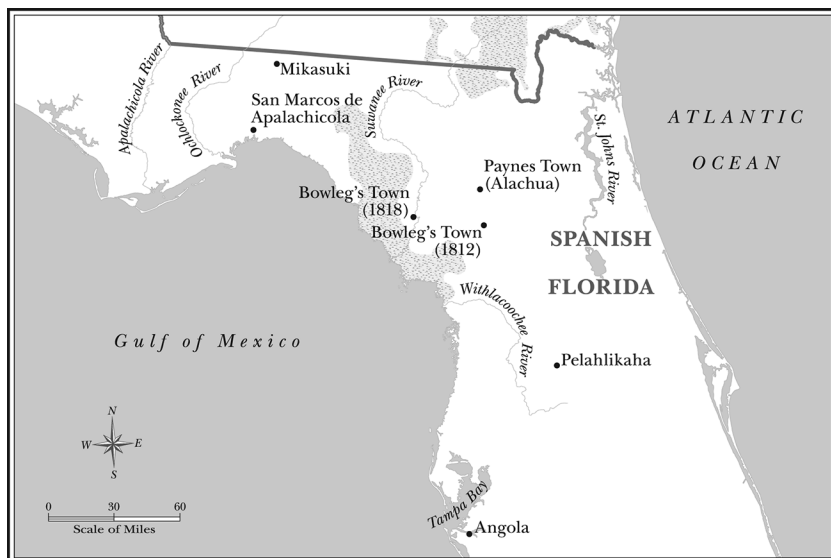 Apalachicola River
Ochlockonee River
Mikasuki
San Marcos de
Apalachicola
Suwanee River
St. Johns River
ATLANTIC
OCEAN
Paynes Town
(Alachua)
Bowleg's Town
(1818)
Bowleg's Town
(1812)
SPANISH
FLORIDA
Withlacoochee River
Gulf of Mexico
Pelahlikaha
N
W
E
S
0 30 60
Scale of Miles
Tampa Bay
Angola